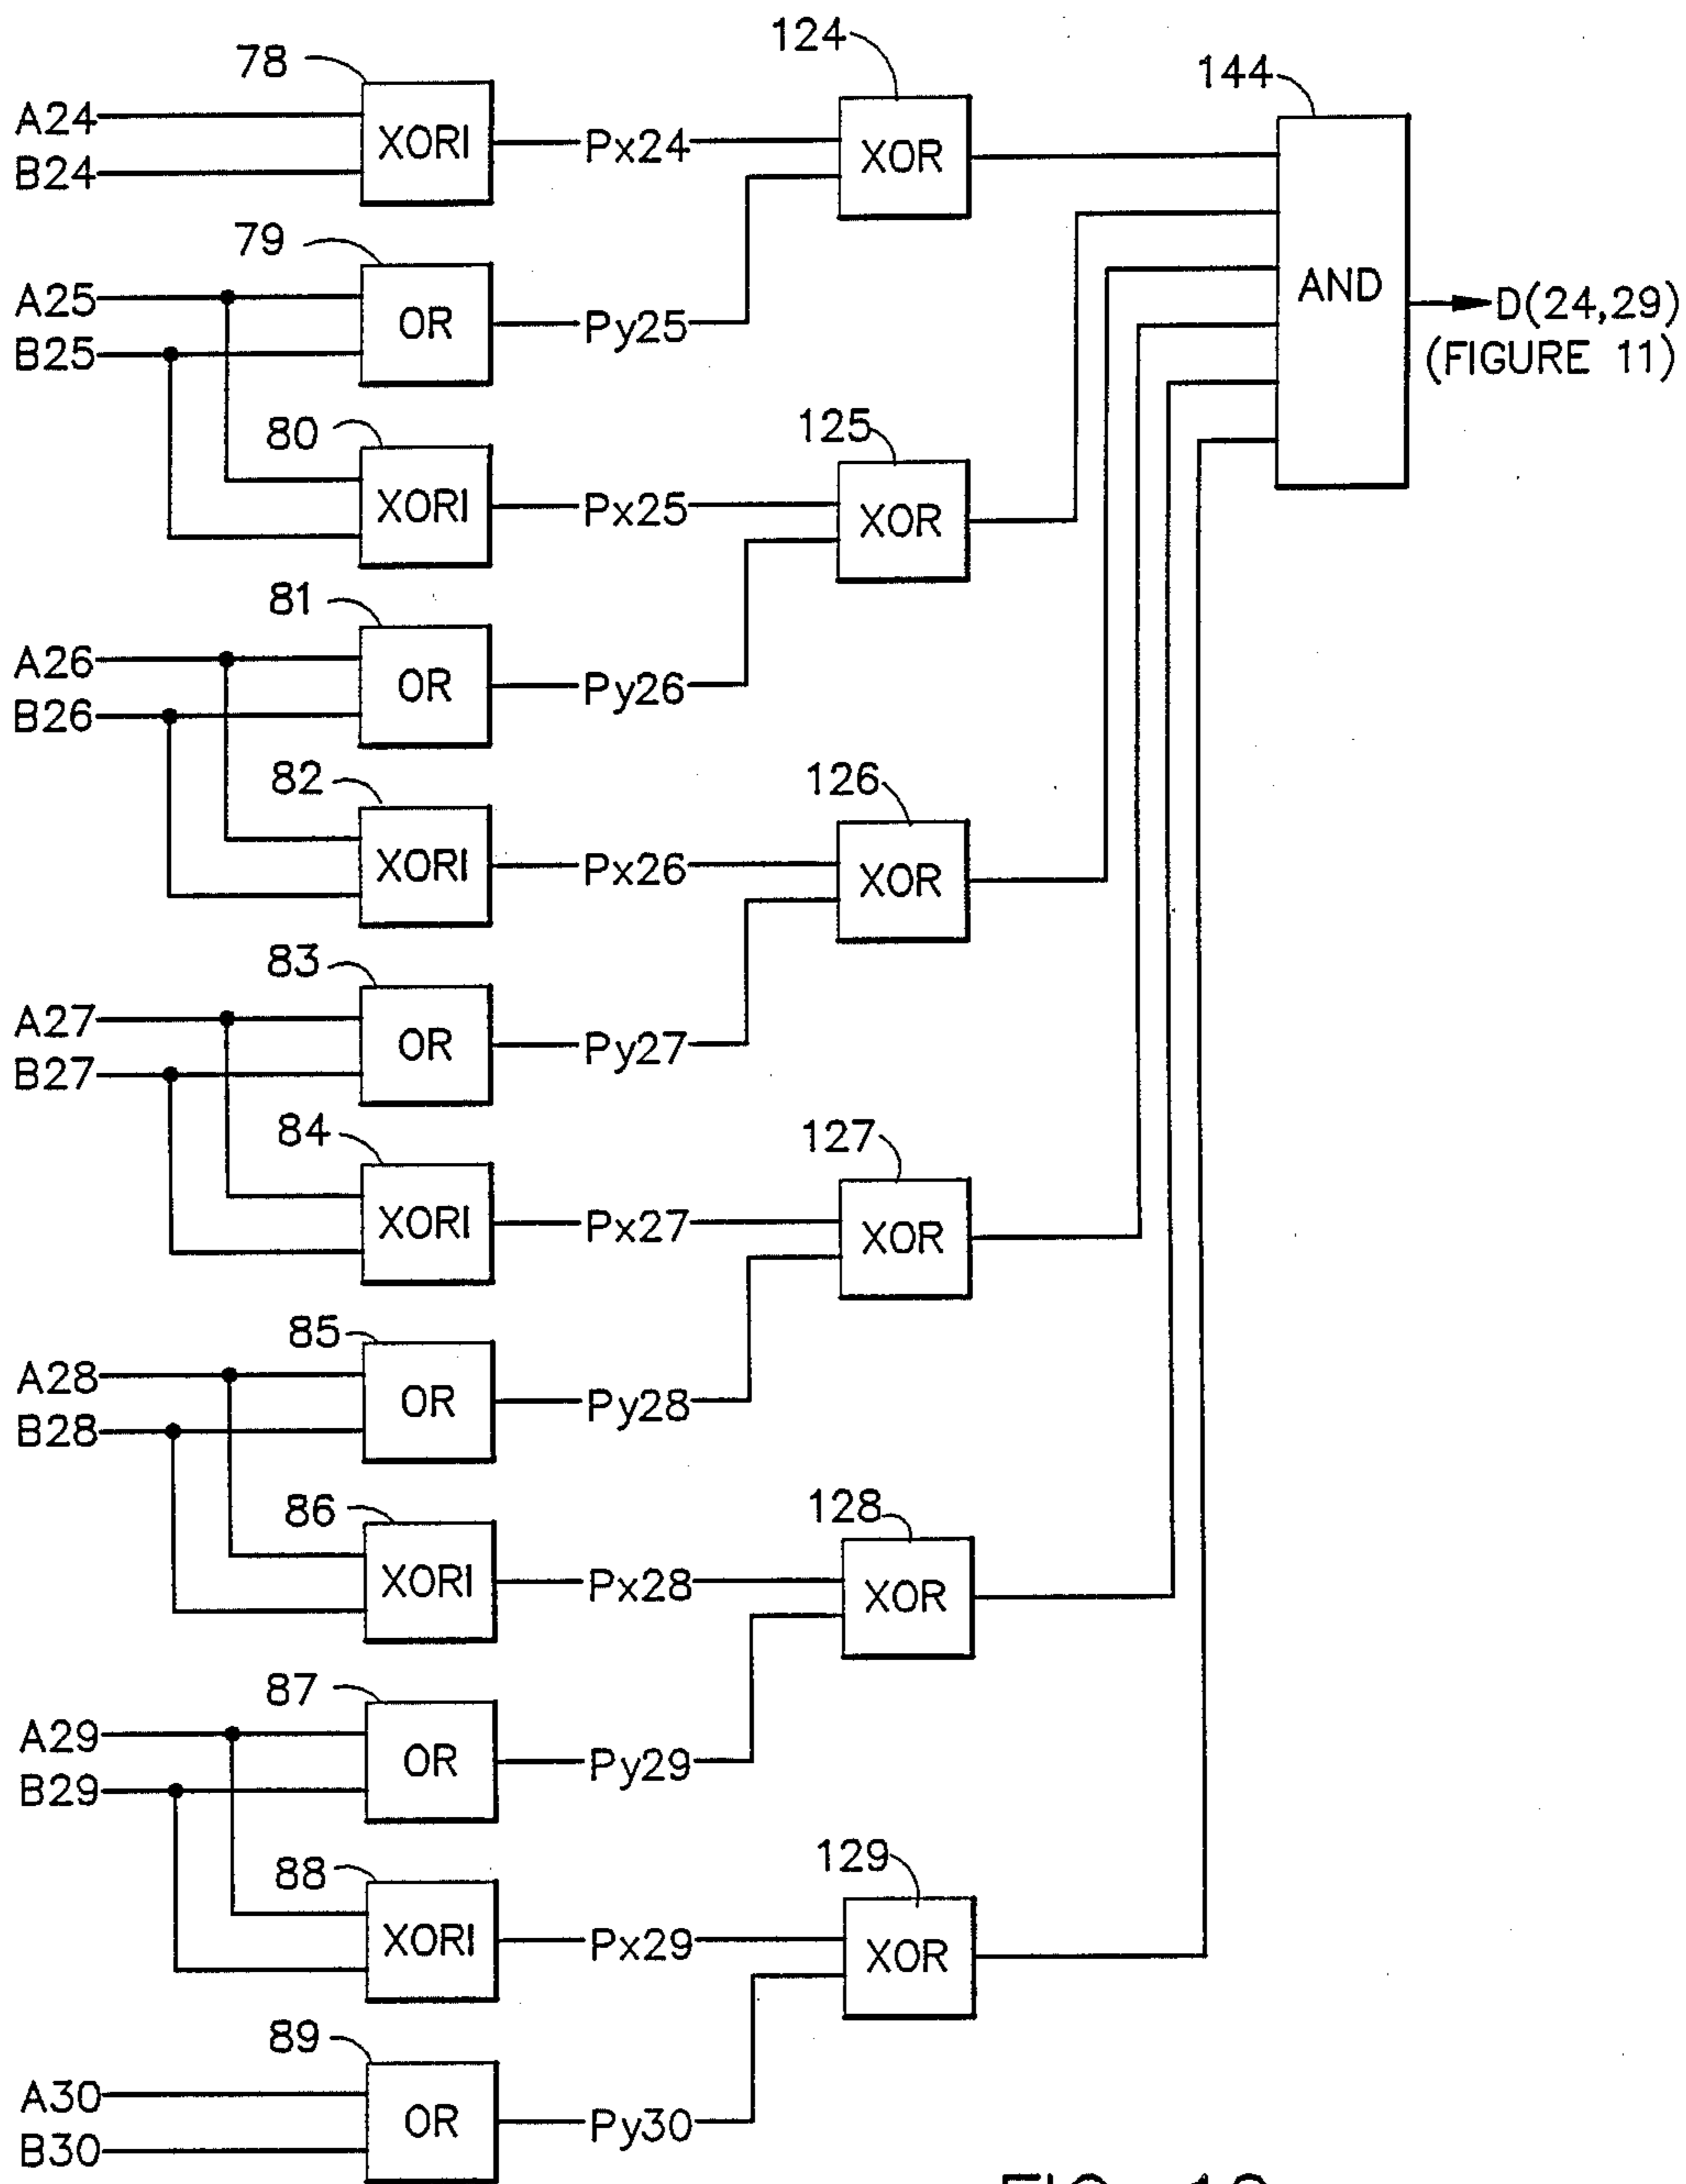 124
78
144
A24
XORI
Px24
XOR
B24
79
A25
OR
Py25
AND
D(24,29)
B25
(FIGURE 11)
80
125
XORI
Px25
XOR
81
A26
OR
Py26
B26
82
126
XORI
Px26
XOR
83
A27
OR
Py27
B27
84
127
XORI
Px27
XOR
85
A28
OR
Py28
B28
86
128
XORI
Px28
XOR
87
A29
OR
Py29
B29
88
129
XORI
Px29
XOR
89
A30
OR
Py30
B30